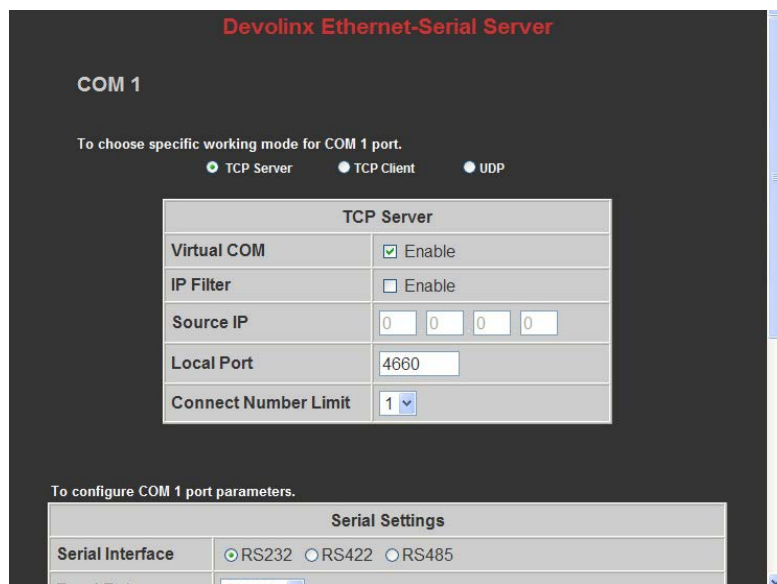 Devolinx Ethernet-Serial Server
COM 1
To choose specific working mode for COM 1 port.
TCP Server TCP Client UDP
TCP Server
Virtual COM Enable
IP Filter Enable
Source IP 0 0 0 0
Local Port 4660
Connect Number Limit 1
To configure COM 1 port parameters.
Serial Settings
Serial Interface RS232 RS422 RS485